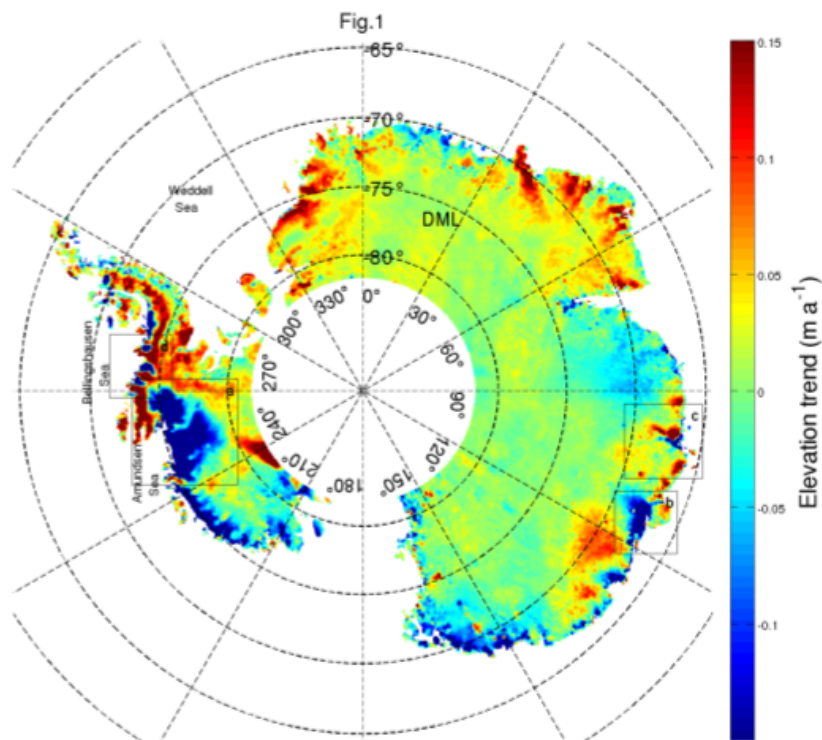 Fig.1
-65°
-70°
-75°
-80°
Weddell
Sea
DML
0°
30°
60°
90°
120°
150°
180°
210°
240°
270°
300°
330°
Bellingshausen
Sea
Amundsen
Sea
a
b
c
d
0.15
0.1
0.05
0
-0.05
-0.1
Elevation trend (m a⁻¹)